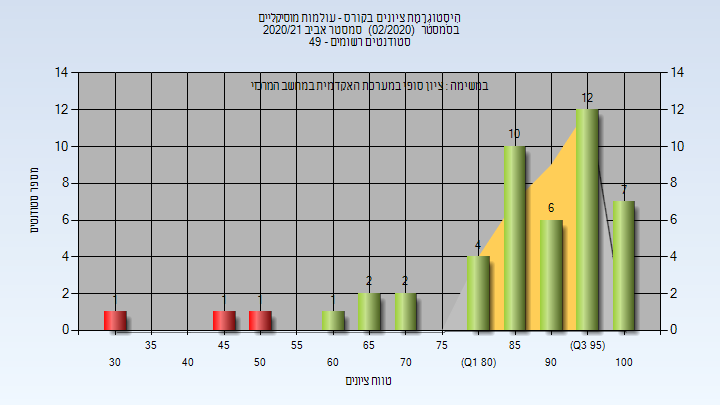 היסטוגרמת ציונים בקורס - עולמות מוסיקליים
בסמסטר (02/2020) סמסטר אביב 2020/21
סטודנטים רשומים - 49
במשימה : ציון סופי במערכת האקדמית במחשב המרכזי
מספר סטודנטים
14 14
12 12
10 10
8 8
6 6
4 4
2 2
0 0
1 1 1 1 2 2 4 10 6 12 7
35 45 55 65 75 85 (Q3 95)
30 40 50 60 70 (Q1 80) 90 100
טווח ציונים